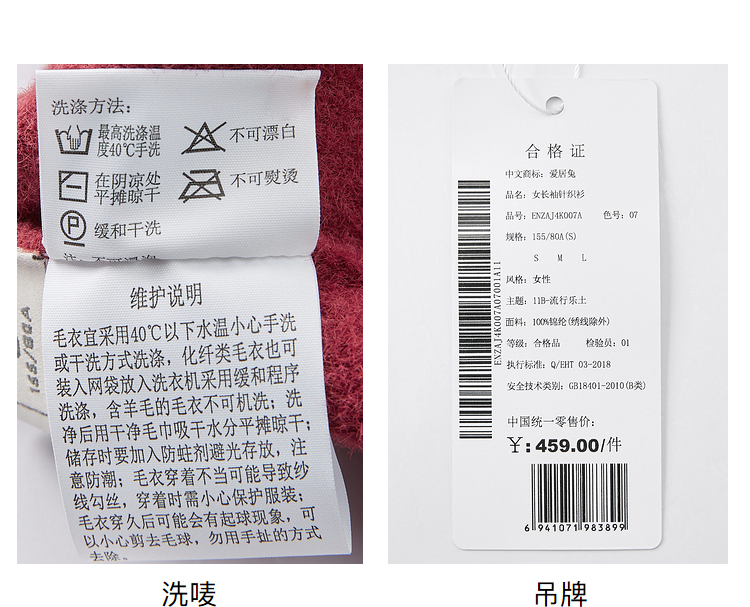 洗涤方法:
最高洗涤温
度40℃手洗
不可漂白
在阴凉处
平摊晾干
不可熨烫
P
缓和干洗
155/80A
维护说明
毛衣宜采用40℃以下水温小心手洗
或干洗方式洗涤，化纤类毛衣也可
装入网袋放入洗衣机采用缓和程序
洗涤，含羊毛的毛衣不可机洗；洗
净后用干净毛巾吸干水分平摊晾干；
储存时要加入防蛀剂避光存放，注
意防潮；毛衣穿着不当可能导致纱
线勾丝，穿着时需小心保护服装；
毛衣穿久后可能会有起球现象，可
以小心剪去毛球，勿用手扯的方式
去除。
洗唛
合格证
中文商标：爱居兔
品名：女长袖针织衫
品号：ENZAJ4K007A 色号：07
规格：155/80A(S)
S M L
风格：女性
主题：11B-流行乐土
面料：100%锦纶(绣线除外)
等级：合格品 检验员：01
执行标准：Q/EHT 03-2018
安全技术类别：GB18401-2010(B类)
ENZAJ4K007A07001A11
中国统一零售价：
￥:459.00/件
6 941071 983899
吊牌